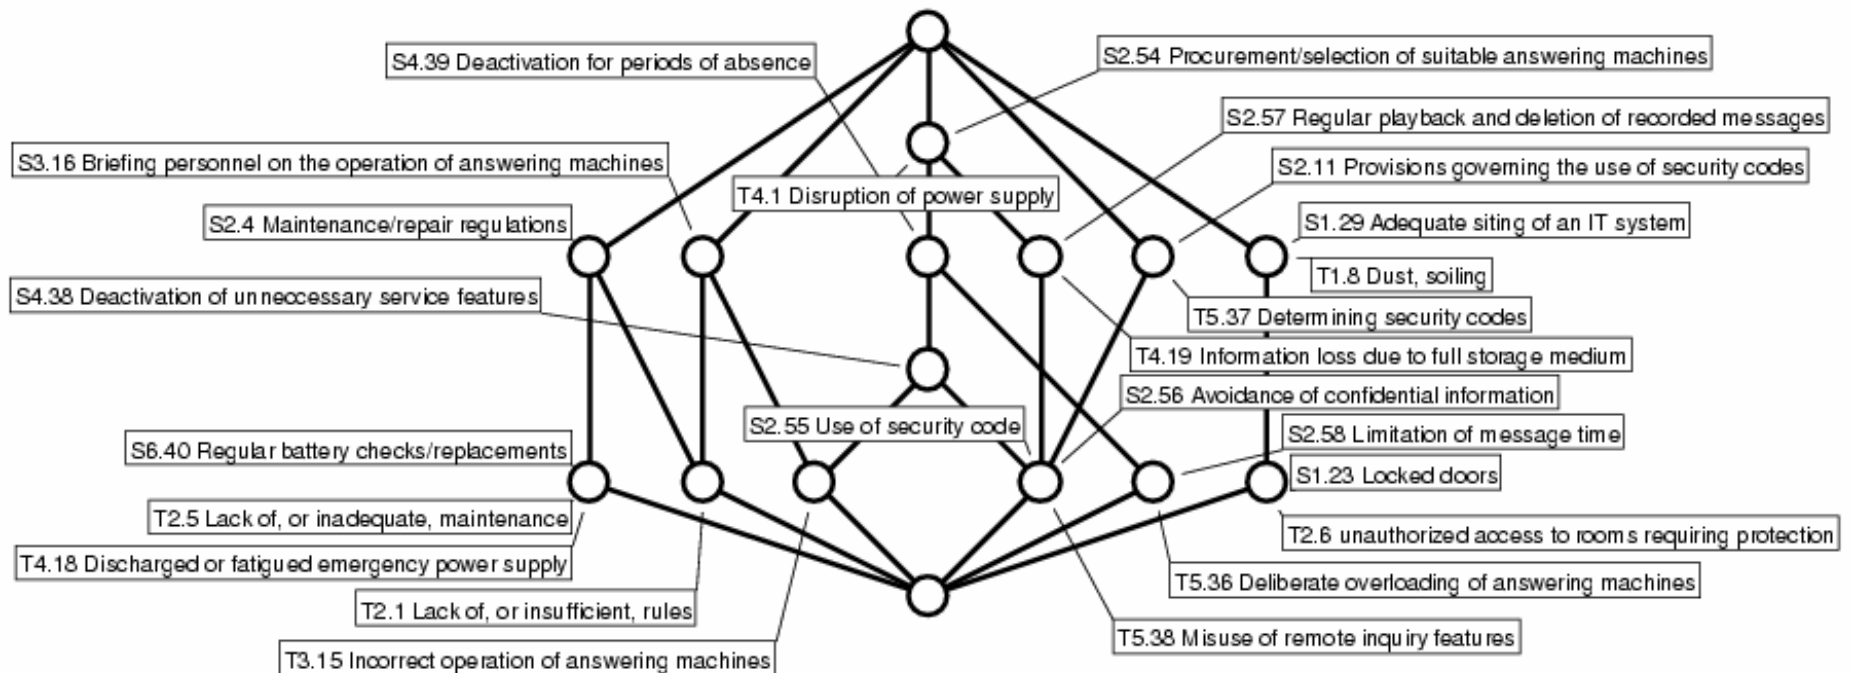 S4.39 Deactivation for periods of absence
S2.54 Procurement/selection of suitable answering machines
S2.57 Regular playback and deletion of recorded messages
S3.16 Briefing personnel on the operation of answering machines
S2.11 Provisions governing the use of security codes
T4.1 Disruption of power supply
S2.4 Maintenance/repair regulations
S1.29 Adequate siting of an IT system
T1.8 Dust, soiling
S4.38 Deactivation of unneccessary service features
T5.37 Determining security codes
T4.19 Information loss due to full storage medium
S2.56 Avoidance of confidential information
S2.55 Use of security code
S2.58 Limitation of message time
S6.40 Regular battery checks/replacements
S1.23 Locked doors
T2.5 Lack of, or inadequate, maintenance
T2.6 unauthorized access to rooms requiring protection
T4.18 Discharged or fatigued emergency power supply
T5.36 Deliberate overloading of answering machines
T2.1 Lack of, or insufficient, rules
T5.38 Misuse of remote inquiry features
T3.15 Incorrect operation of answering machines